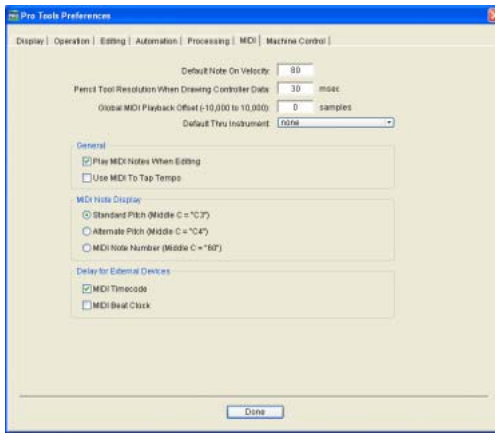 Pro Tools Preferences
Display | Operation | Editing | Automation | Processing | MIDI | Machine Control |
Default Note On Velocity: 80
Pencil Tool Resolution When Drawing Controller Data: 30 msec
Global MIDI Playback Offset (-10,000 to 10,000): 0 samples
Default Thru Instrument: none
General
Play MIDI Notes When Editing
Use MIDI To Tap Tempo
MIDI Note Display
Standard Pitch (Middle C = "C3")
Alternate Pitch (Middle C = "C4")
MIDI Note Number (Middle C = "60")
Delay for External Devices
MIDI Timecode
MIDI Beat Clock
Done